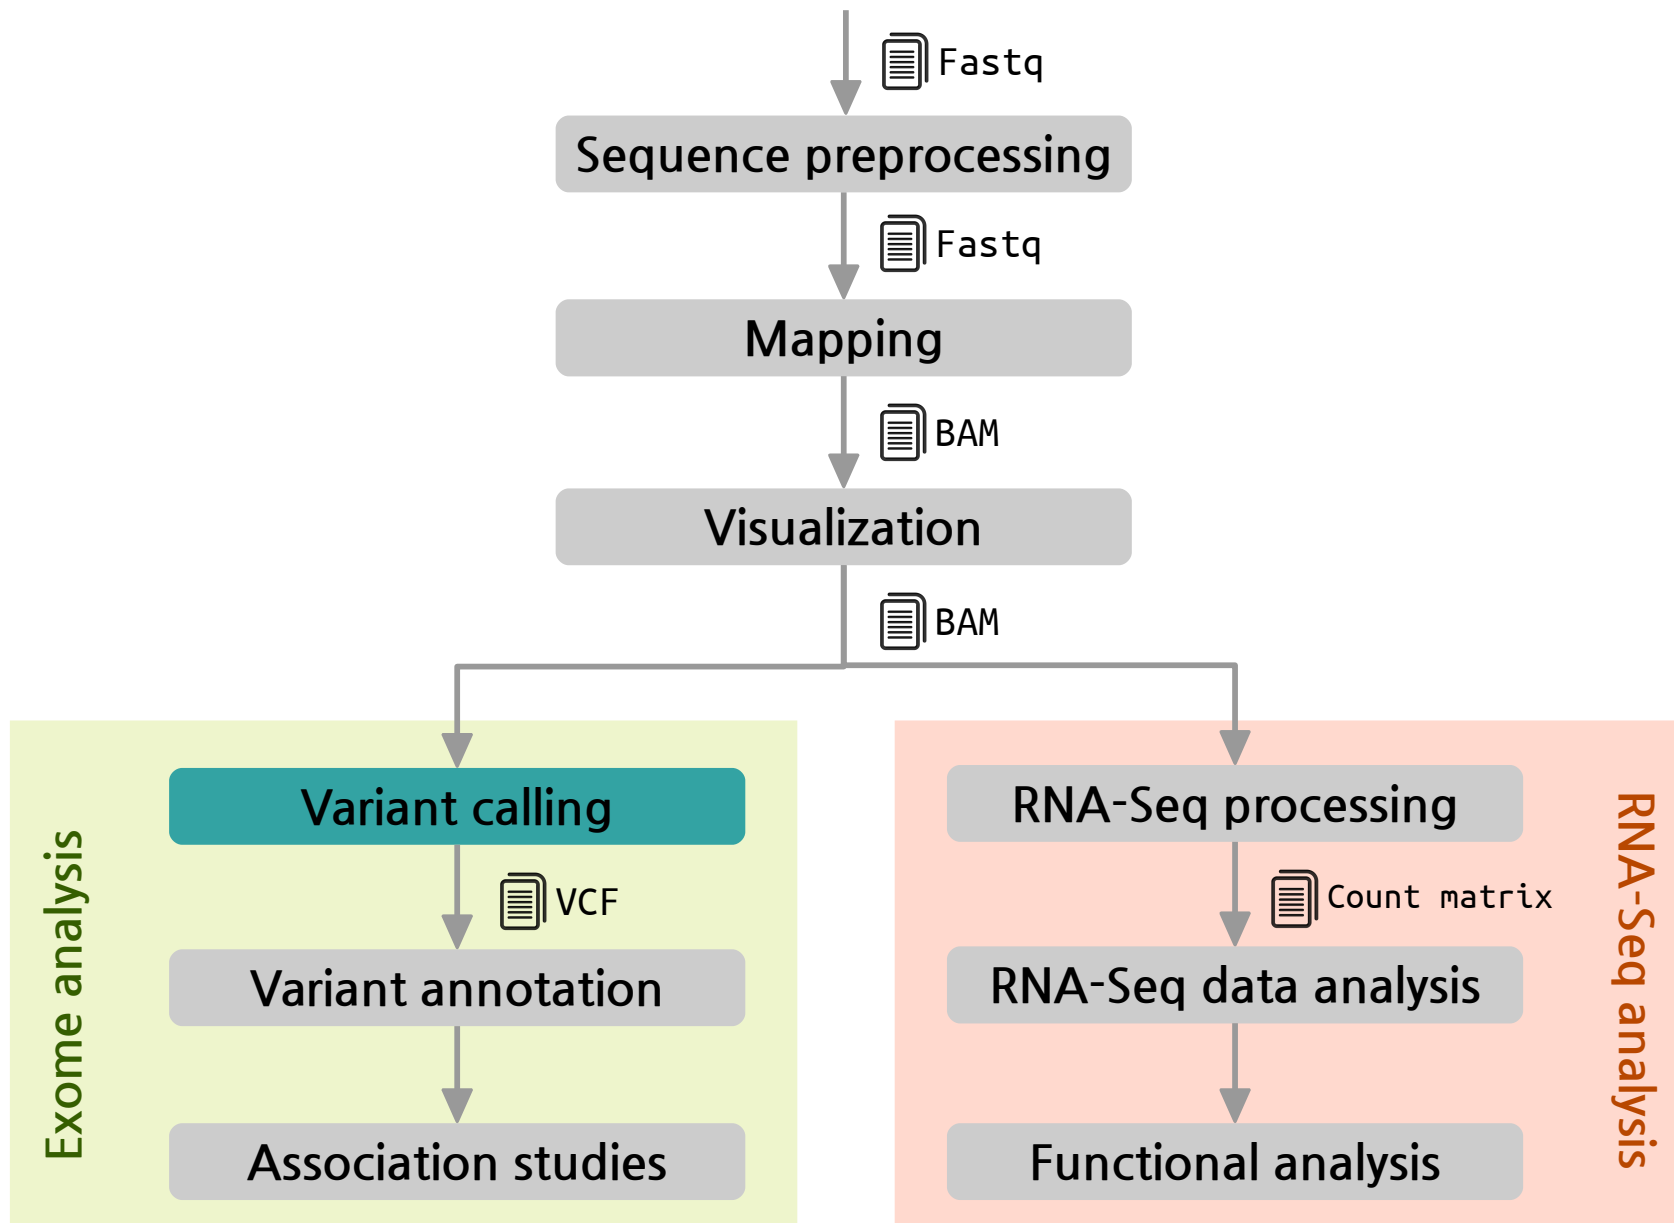 Fastq
Sequence preprocessing
Fastq
Mapping
BAM
Visualization
BAM
Exome analysis
Variant calling
VCF
Variant annotation
Association studies
RNA-Seq processing
Count matrix
RNA-Seq data analysis
Functional analysis
RNA-Seq analysis